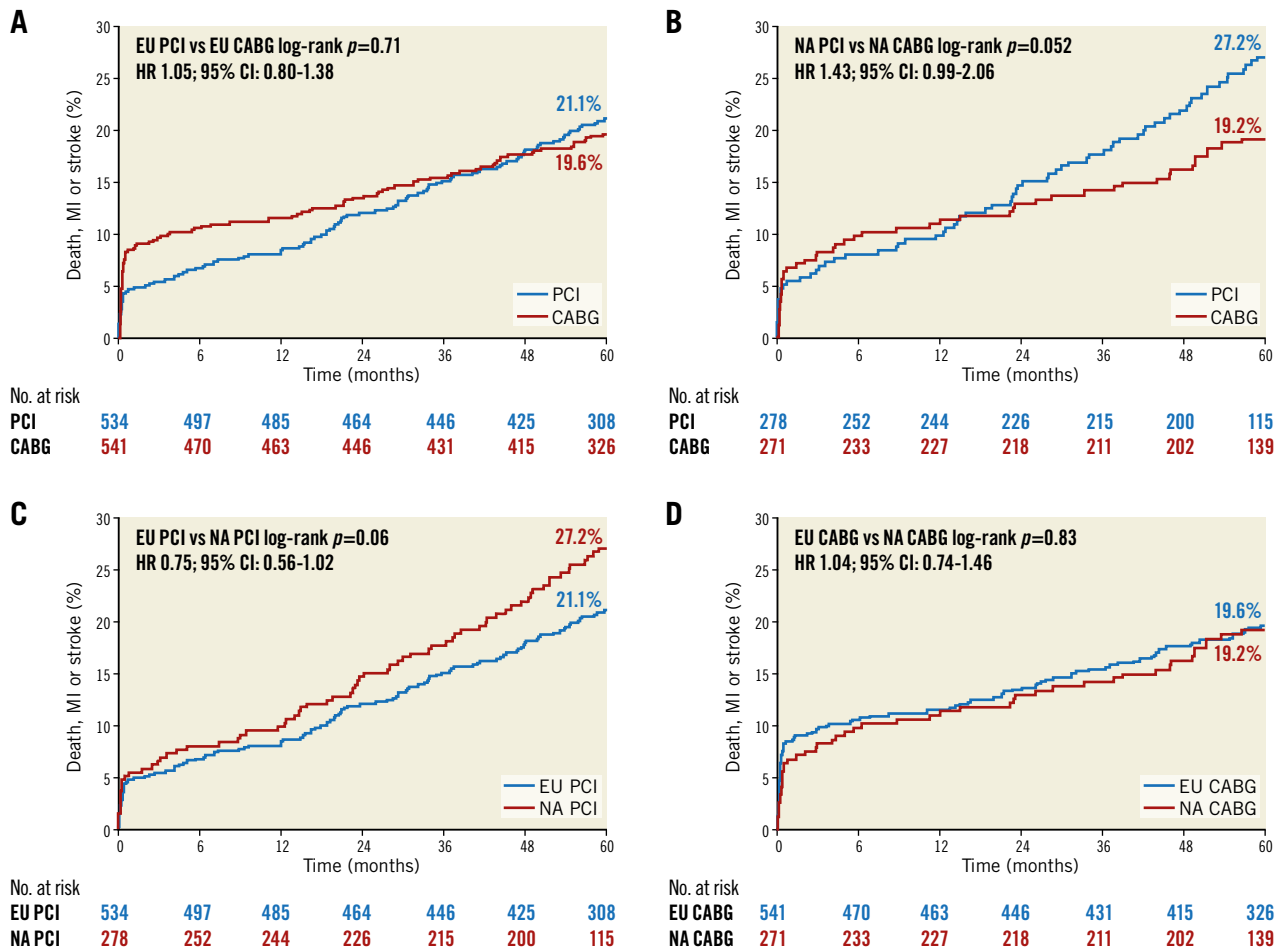 A
EU PCI vs EU CABG log-rank p=0.71
HR 1.05; 95% CI: 0.80-1.38
Death, MI or stroke (%)
30
25
20
15
10
5
0
21.1%
19.6%
PCI
CABG
0 6 12 24 36 48 60
Time (months)
No. at risk
PCI 534 497 485 464 446 425 308
CABG 541 470 463 446 431 415 326
B
NA PCI vs NA CABG log-rank p=0.052
HR 1.43; 95% CI: 0.99-2.06
Death, MI or stroke (%)
30
25
20
15
10
5
0
27.2%
19.2%
PCI
CABG
0 6 12 24 36 48 60
Time (months)
No. at risk
PCI 278 252 244 226 215 200 115
CABG 271 233 227 218 211 202 139
C
EU PCI vs NA PCI log-rank p=0.06
HR 0.75; 95% CI: 0.56-1.02
Death, MI or stroke (%)
30
25
20
15
10
5
0
27.2%
21.1%
EU PCI
NA PCI
0 6 12 24 36 48 60
Time (months)
No. at risk
EU PCI 534 497 485 464 446 425 308
NA PCI 278 252 244 226 215 200 115
D
EU CABG vs NA CABG log-rank p=0.83
HR 1.04; 95% CI: 0.74-1.46
Death, MI or stroke (%)
30
25
20
15
10
5
0
19.6%
19.2%
EU CABG
NA CABG
0 6 12 24 36 48 60
Time (months)
No. at risk
EU CABG 541 470 463 446 431 415 326
NA CABG 271 233 227 218 211 202 139